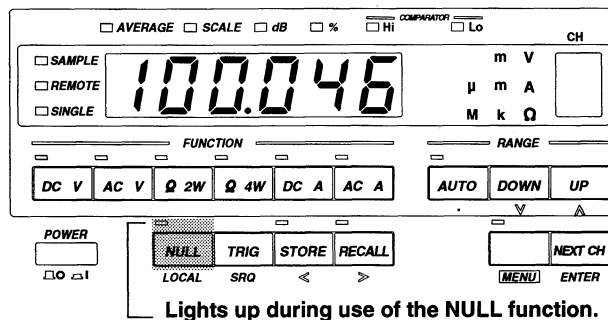 AVERAGE SCALE dB % COMPARATOR Hi Lo
CH
SAMPLE
REMOTE
SINGLE
100.046
m V
µ m A
M k Ω
FUNCTION
RANGE
DC V AC V Ω 2W Ω 4W DC A AC A
AUTO DOWN UP
POWER
NULL TRIG STORE RECALL
NEXT CH
O I
LOCAL SRQ < >
MENU ENTER
Lights up during use of the NULL function.